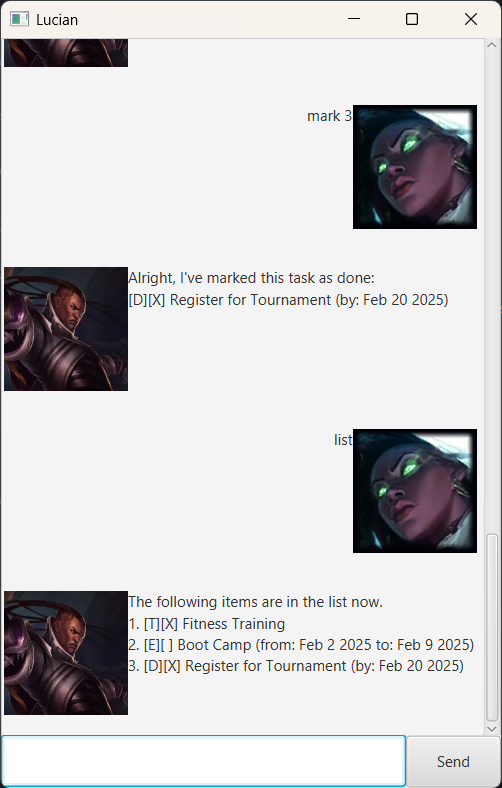 Lucian
mark 3
Alright, I've marked this task as done:
[D][X] Register for Tournament (by: Feb 20 2025)
list
The following items are in the list now.
1. [T][X] Fitness Training
2. [E][ ] Boot Camp (from: Feb 2 2025 to: Feb 9 2025)
3. [D][X] Register for Tournament (by: Feb 20 2025)
Send